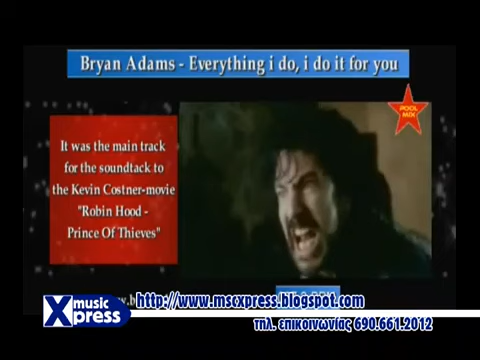 Bryan Adams - Everything i do, i do it for you
POOL
MIX
It was the main track
for the soundtack to
the Kevin Costner-movie
"Robin Hood -
Prince Of Thieves"
music
Xpress
http://www.mscxpress.blogspot.com
τηλ. επικοινωνίας 690.661.2012